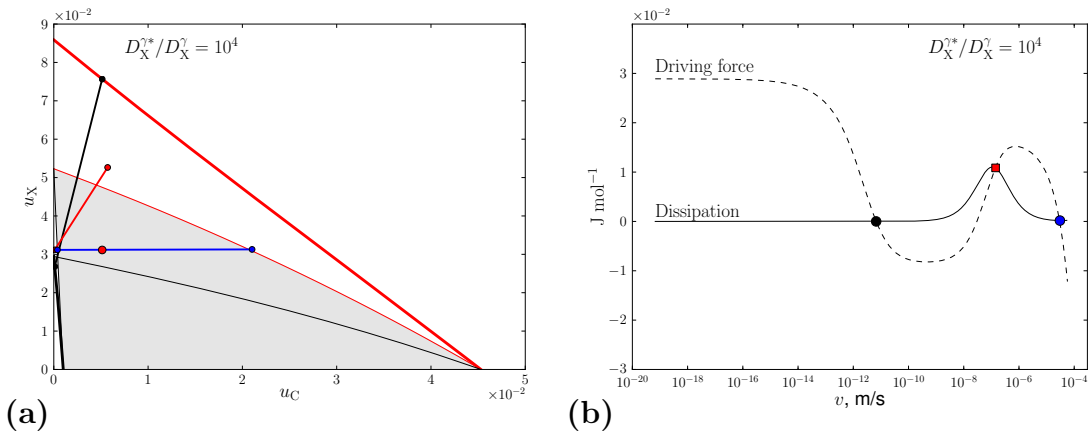 ×10⁻²
D_X^{γ*}/D_X^γ = 10⁴
9
8
7
6
5
4
3
2
1
0
u_X
0 1 2 3 4 5
u_C
×10⁻²
(a)
×10⁻²
D_X^{γ*}/D_X^γ = 10⁴
Driving force
Dissipation
3
2
1
0
−1
−2
−3
J mol⁻¹
10⁻²⁰ 10⁻¹⁸ 10⁻¹⁶ 10⁻¹⁴ 10⁻¹² 10⁻¹⁰ 10⁻⁸ 10⁻⁶ 10⁻⁴ 10⁻³
v, m/s
(b)